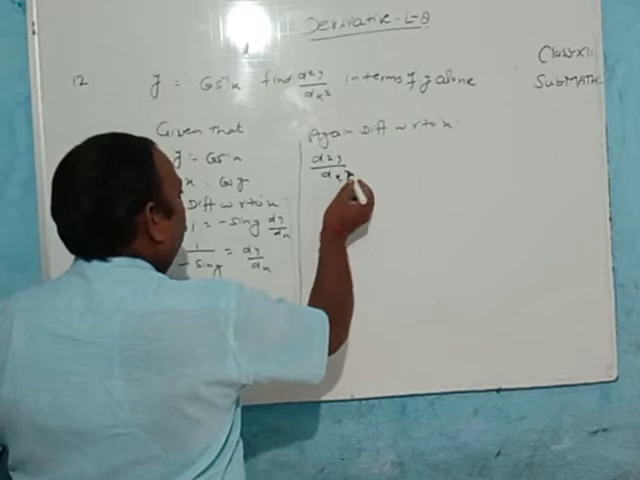 Derivative-L-8
Class XII
Sub MATH
12 y = Cos⁻¹x find d²y/dx² in terms of y alone
Given that
y = Cos⁻¹x
x = Cos y
Diff w r to x
1 = -Sin y dy/dx
1/-Sin y = dy/dx
Again Diff w r to x
d²y/dx²